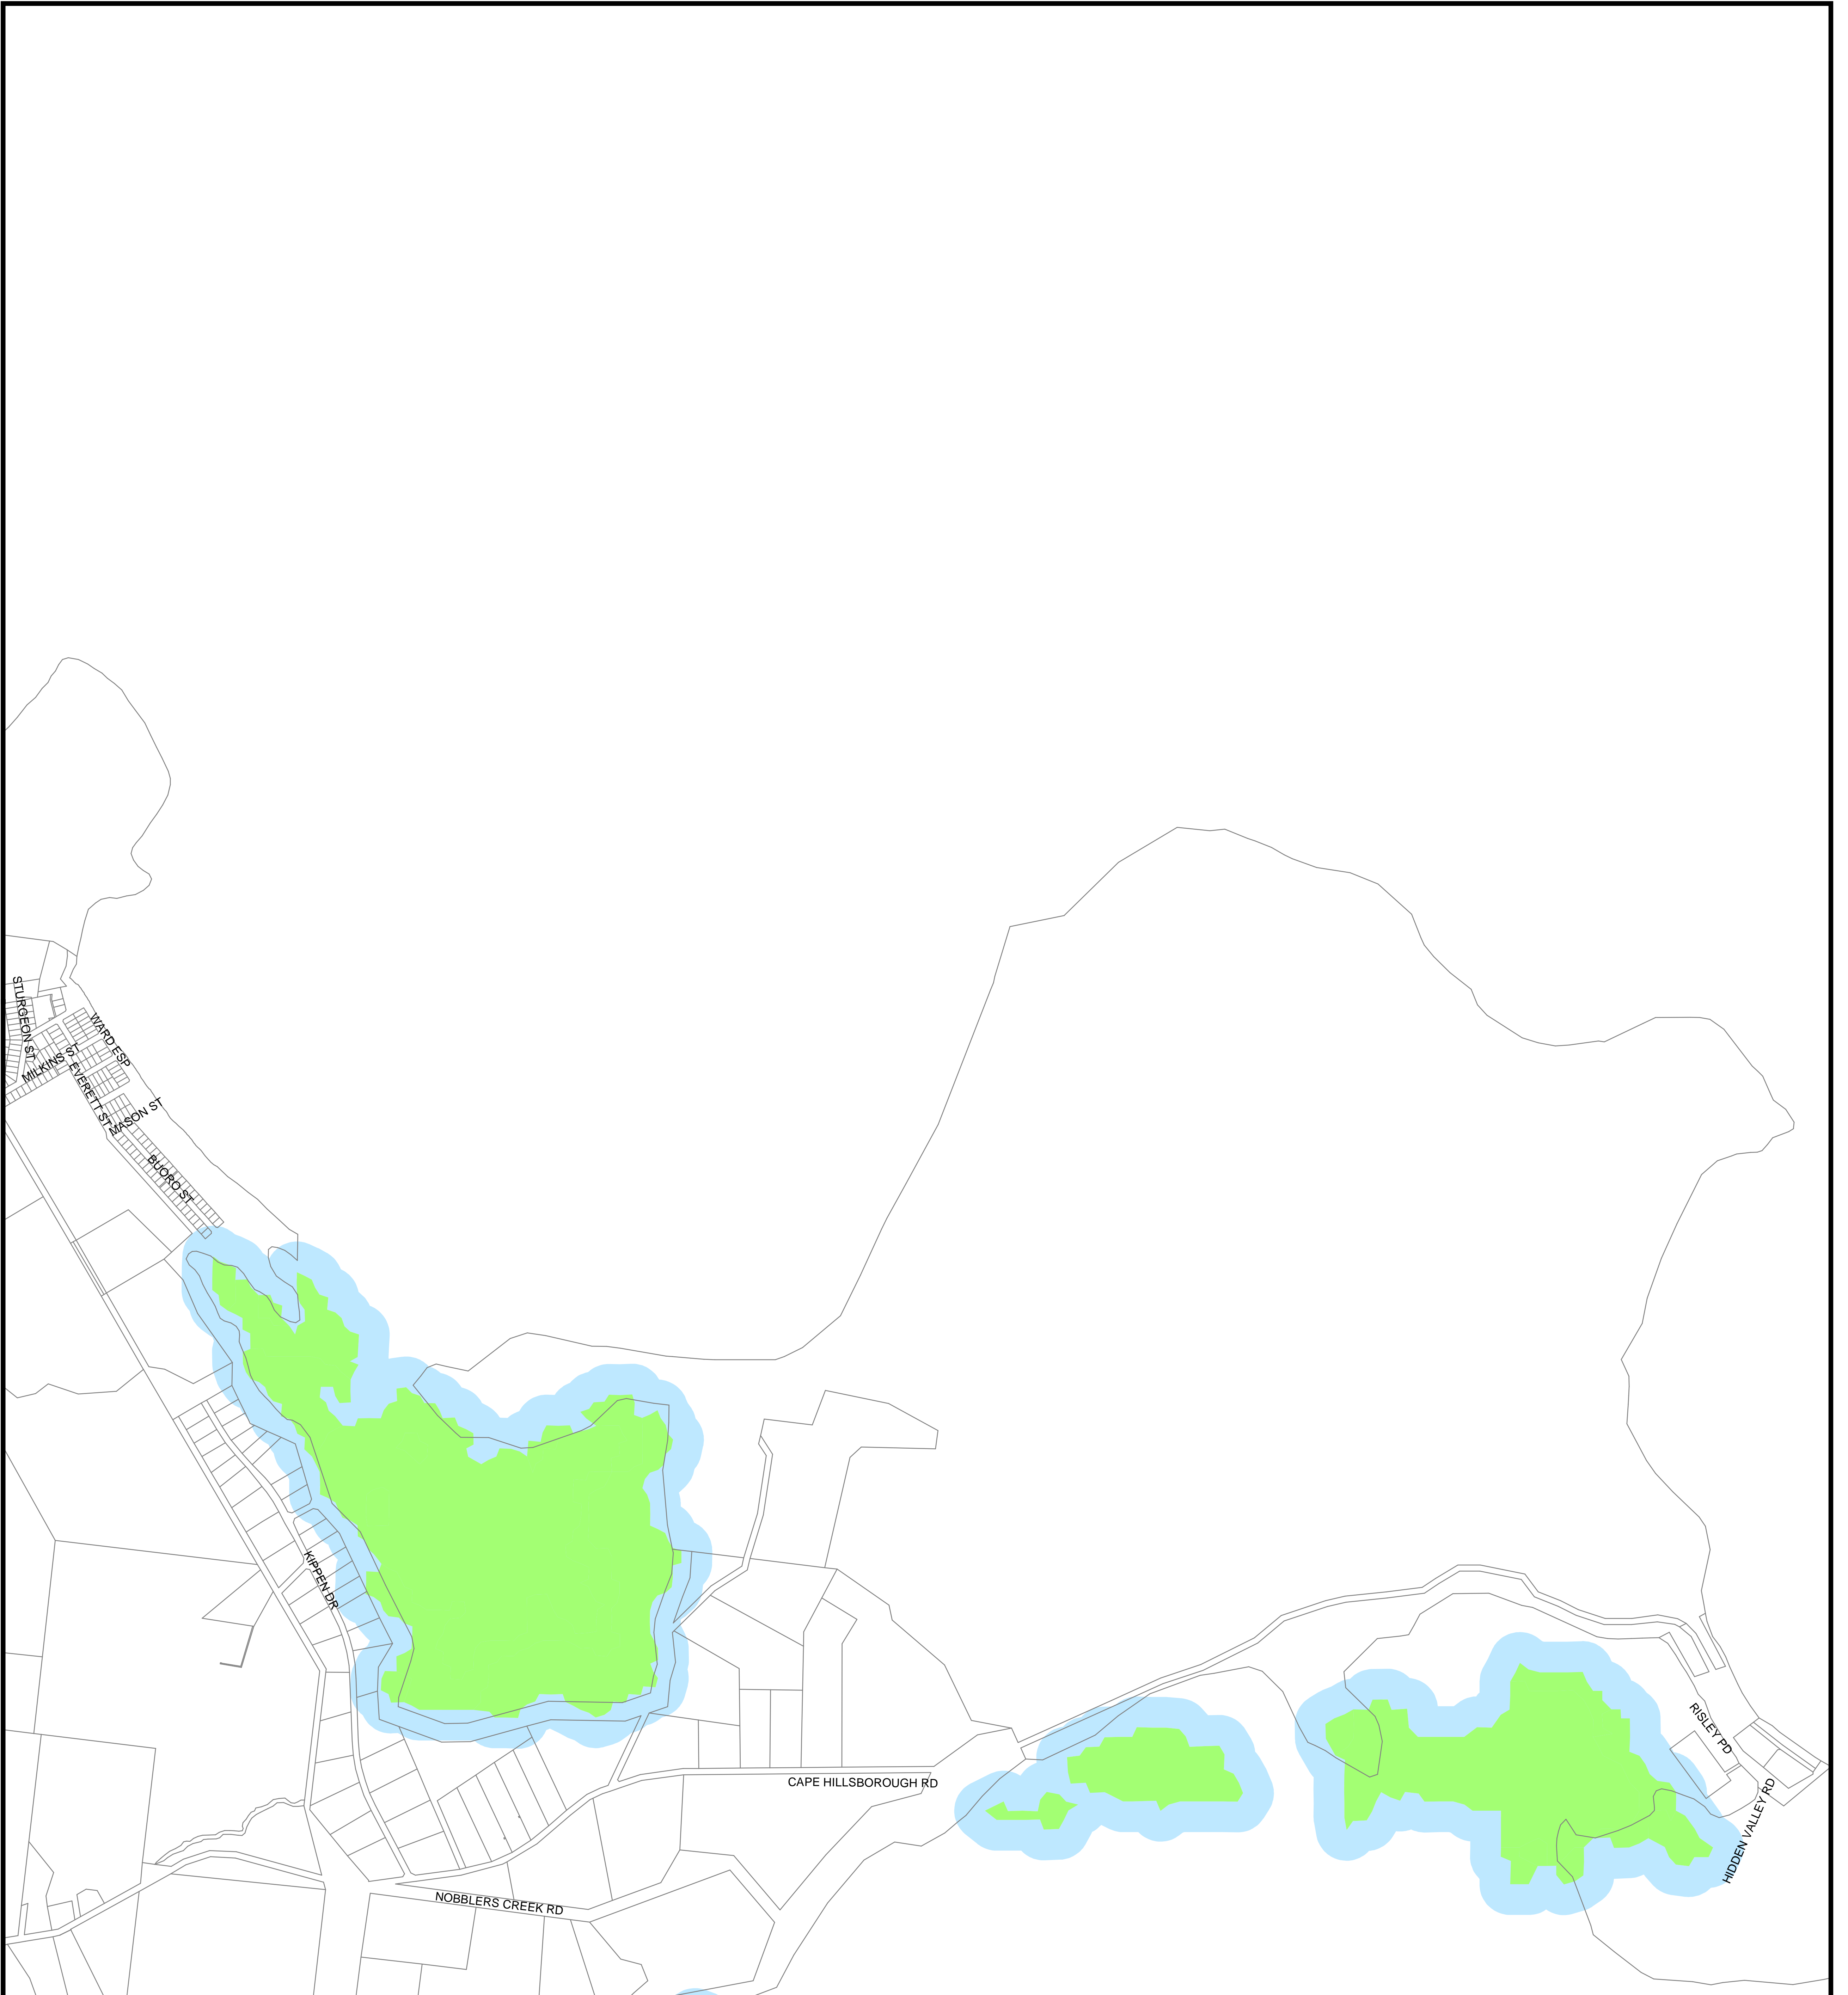 STURGEON ST
WARD ESP
MILKINS ST
EVERETT ST
MASON ST
BUORO ST
KIPPEN DR
RISLEY PD
CAPE HILLSBOROUGH RD
HIDDEN VALLEY RD
NOBBLERS CREEK RD